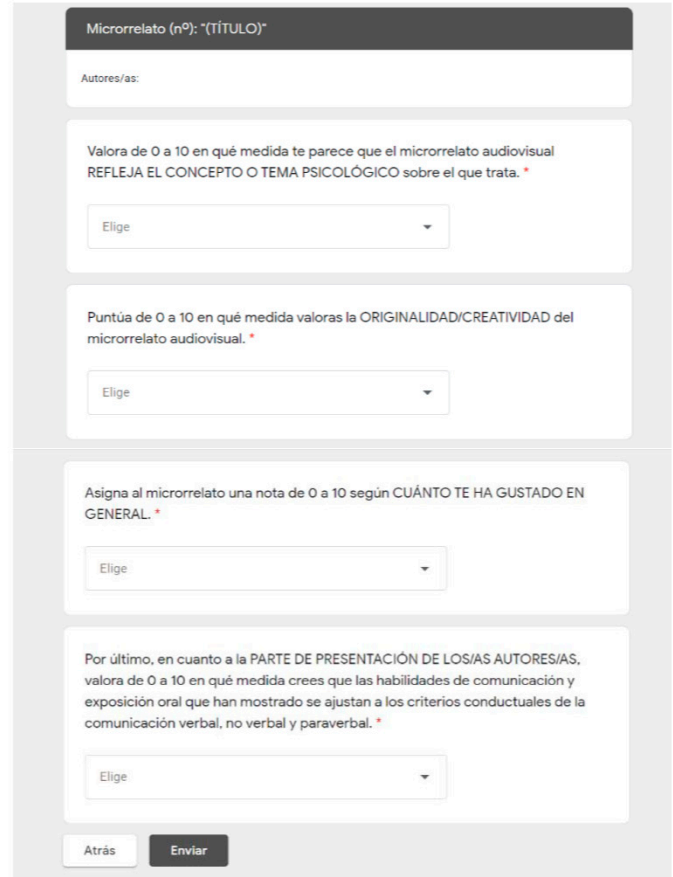 Microrrelato (nº): "(TÍTULO)"
Autores/as:
Valora de 0 a 10 en qué medida te parece que el microrrelato audiovisual
REFLEJA EL CONCEPTO O TEMA PSICOLÓGICO sobre el que trata. *
Elige
Puntúa de 0 a 10 en qué medida valoras la ORIGINALIDAD/CREATIVIDAD del
microrrelato audiovisual. *
Elige
Asigna al microrrelato una nota de 0 a 10 según CUÁNTO TE HA GUSTADO EN
GENERAL. *
Elige
Por último, en cuanto a la PARTE DE PRESENTACIÓN DE LOS/AS AUTORES/AS,
valora de 0 a 10 en qué medida crees que las habilidades de comunicación y
exposición oral que han mostrado se ajustan a los criterios conductuales de la
comunicación verbal, no verbal y paraverbal. *
Elige
Atrás Enviar